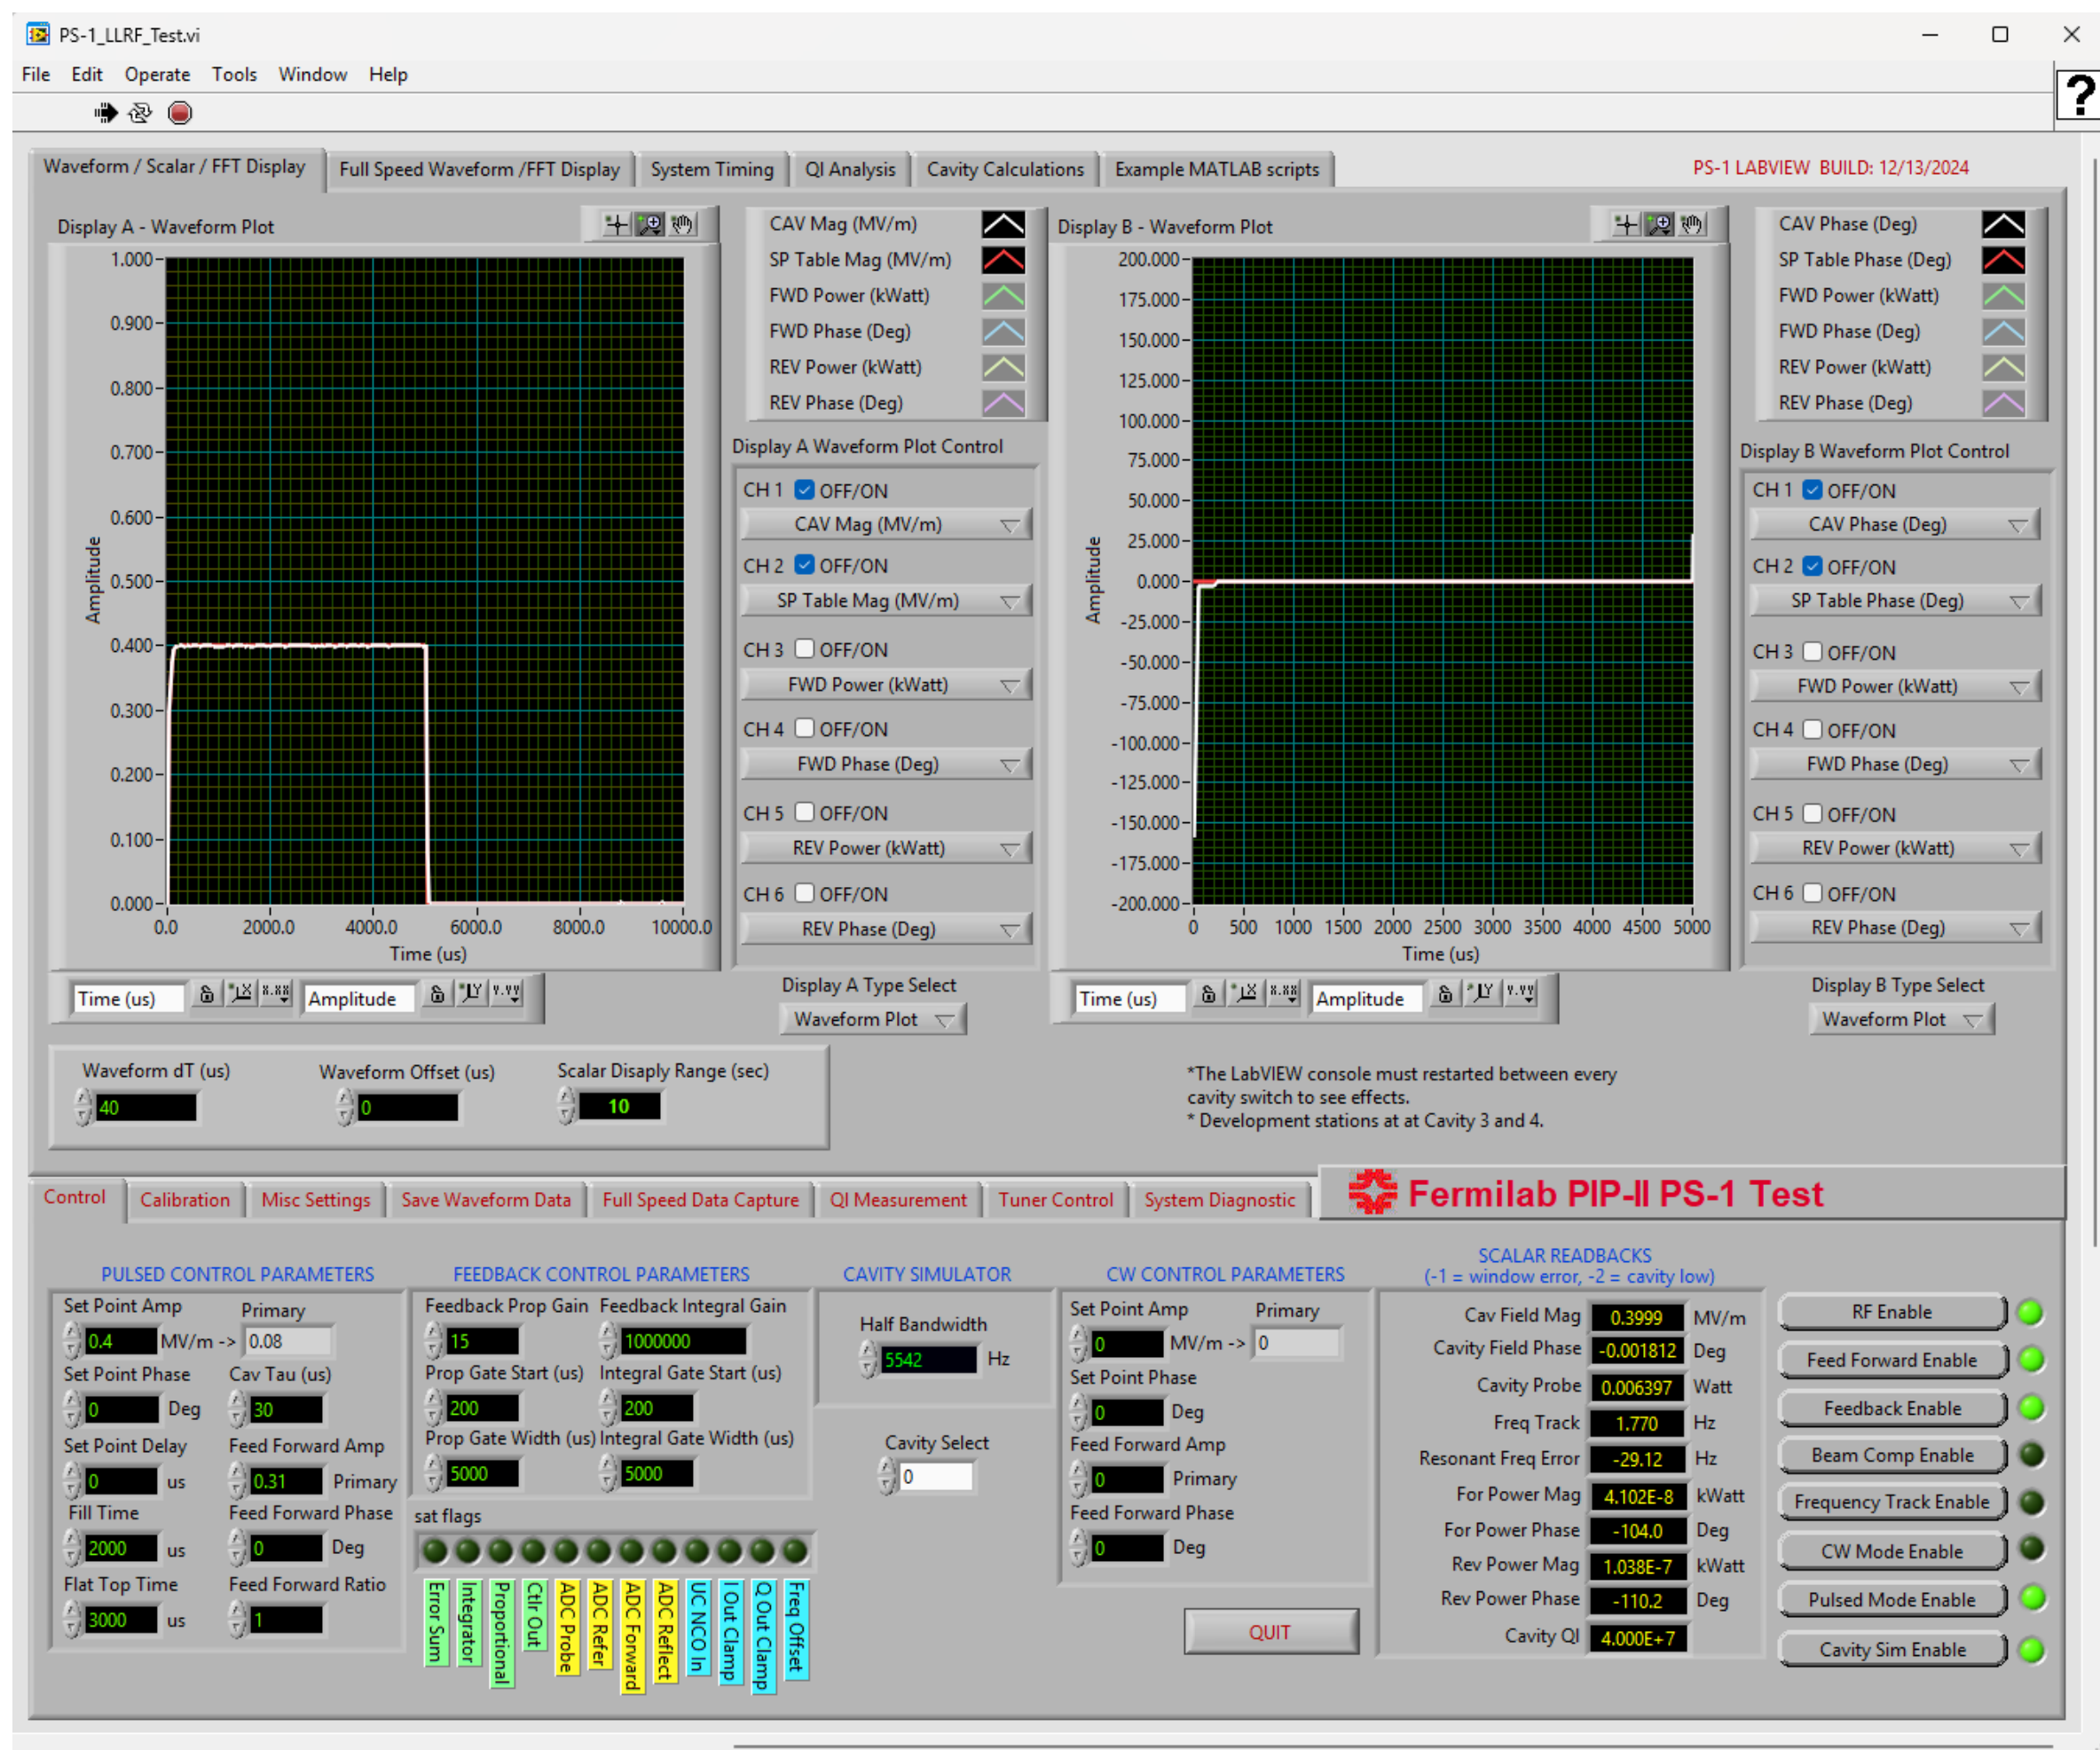 PS-1_LLRF_Test.vi
File Edit Operate Tools Window Help
?
Waveform / Scalar / FFT Display
Full Speed Waveform /FFT Display
System Timing
QI Analysis
Cavity Calculations
Example MATLAB scripts
PS-1 LABVIEW BUILD: 12/13/2024
Display A - Waveform Plot
1.000
0.900
0.800
0.700
0.600
0.500
0.400
0.300
0.200
0.100
0.000
Amplitude
0.0 2000.0 4000.0 6000.0 8000.0 10000.0
Time (us)
CAV Mag (MV/m)
SP Table Mag (MV/m)
FWD Power (kWatt)
FWD Phase (Deg)
REV Power (kWatt)
REV Phase (Deg)
Display A Waveform Plot Control
CH 1 OFF/ON
CAV Mag (MV/m)
CH 2 OFF/ON
SP Table Mag (MV/m)
CH 3 OFF/ON
FWD Power (kWatt)
CH 4 OFF/ON
FWD Phase (Deg)
CH 5 OFF/ON
REV Power (kWatt)
CH 6 OFF/ON
REV Phase (Deg)
Time (us)
Amplitude
Display A Type Select
Waveform Plot
Display B - Waveform Plot
200.000
175.000
150.000
125.000
100.000
75.000
50.000
25.000
0.000
-25.000
-50.000
-75.000
-100.000
-125.000
-150.000
-175.000
-200.000
Amplitude
0 500 1000 1500 2000 2500 3000 3500 4000 4500 5000
Time (us)
CAV Phase (Deg)
SP Table Phase (Deg)
FWD Power (kWatt)
FWD Phase (Deg)
REV Power (kWatt)
REV Phase (Deg)
Display B Waveform Plot Control
CH 1 OFF/ON
CAV Phase (Deg)
CH 2 OFF/ON
SP Table Phase (Deg)
CH 3 OFF/ON
FWD Power (kWatt)
CH 4 OFF/ON
FWD Phase (Deg)
CH 5 OFF/ON
REV Power (kWatt)
CH 6 OFF/ON
REV Phase (Deg)
Time (us)
Amplitude
Display B Type Select
Waveform Plot
Waveform dT (us)
40
Waveform Offset (us)
0
Scalar Disaply Range (sec)
10
*The LabVIEW console must restarted between every
cavity switch to see effects.
* Development stations at at Cavity 3 and 4.
Control
Calibration
Misc Settings
Save Waveform Data
Full Speed Data Capture
QI Measurement
Tuner Control
System Diagnostic
Fermilab PIP-II PS-1 Test
PULSED CONTROL PARAMETERS
Set Point Amp Primary
0.4 MV/m -> 0.08
Set Point Phase Cav Tau (us)
0 Deg 30
Set Point Delay Feed Forward Amp
0 us 0.31 Primary
Fill Time Feed Forward Phase
2000 us 0 Deg
Flat Top Time Feed Forward Ratio
3000 us 1
FEEDBACK CONTROL PARAMETERS
Feedback Prop Gain Feedback Integral Gain
15 1000000
Prop Gate Start (us) Integral Gate Start (us)
200 200
Prop Gate Width (us) Integral Gate Width (us)
5000 5000
sat flags
Error Sum
Integrator
Proportional
Ctlr Out
ADC Probe
ADC Refer
ADC Forward
ADC Reflect
UC NCO In
I Out Clamp
Q Out Clamp
Freq Offset
CAVITY SIMULATOR
Half Bandwidth
5542 Hz
Cavity Select
0
CW CONTROL PARAMETERS
Set Point Amp Primary
0 MV/m -> 0
Set Point Phase
0 Deg
Feed Forward Amp
0 Primary
Feed Forward Phase
0 Deg
QUIT
SCALAR READBACKS
(-1 = window error, -2 = cavity low)
Cav Field Mag 0.3999 MV/m
Cavity Field Phase -0.001812 Deg
Cavity Probe 0.006397 Watt
Freq Track 1.770 Hz
Resonant Freq Error -29.12 Hz
For Power Mag 4.102E-8 kWatt
For Power Phase -104.0 Deg
Rev Power Mag 1.038E-7 kWatt
Rev Power Phase -110.2 Deg
Cavity QI 4.000E+7
RF Enable
Feed Forward Enable
Feedback Enable
Beam Comp Enable
Frequency Track Enable
CW Mode Enable
Pulsed Mode Enable
Cavity Sim Enable